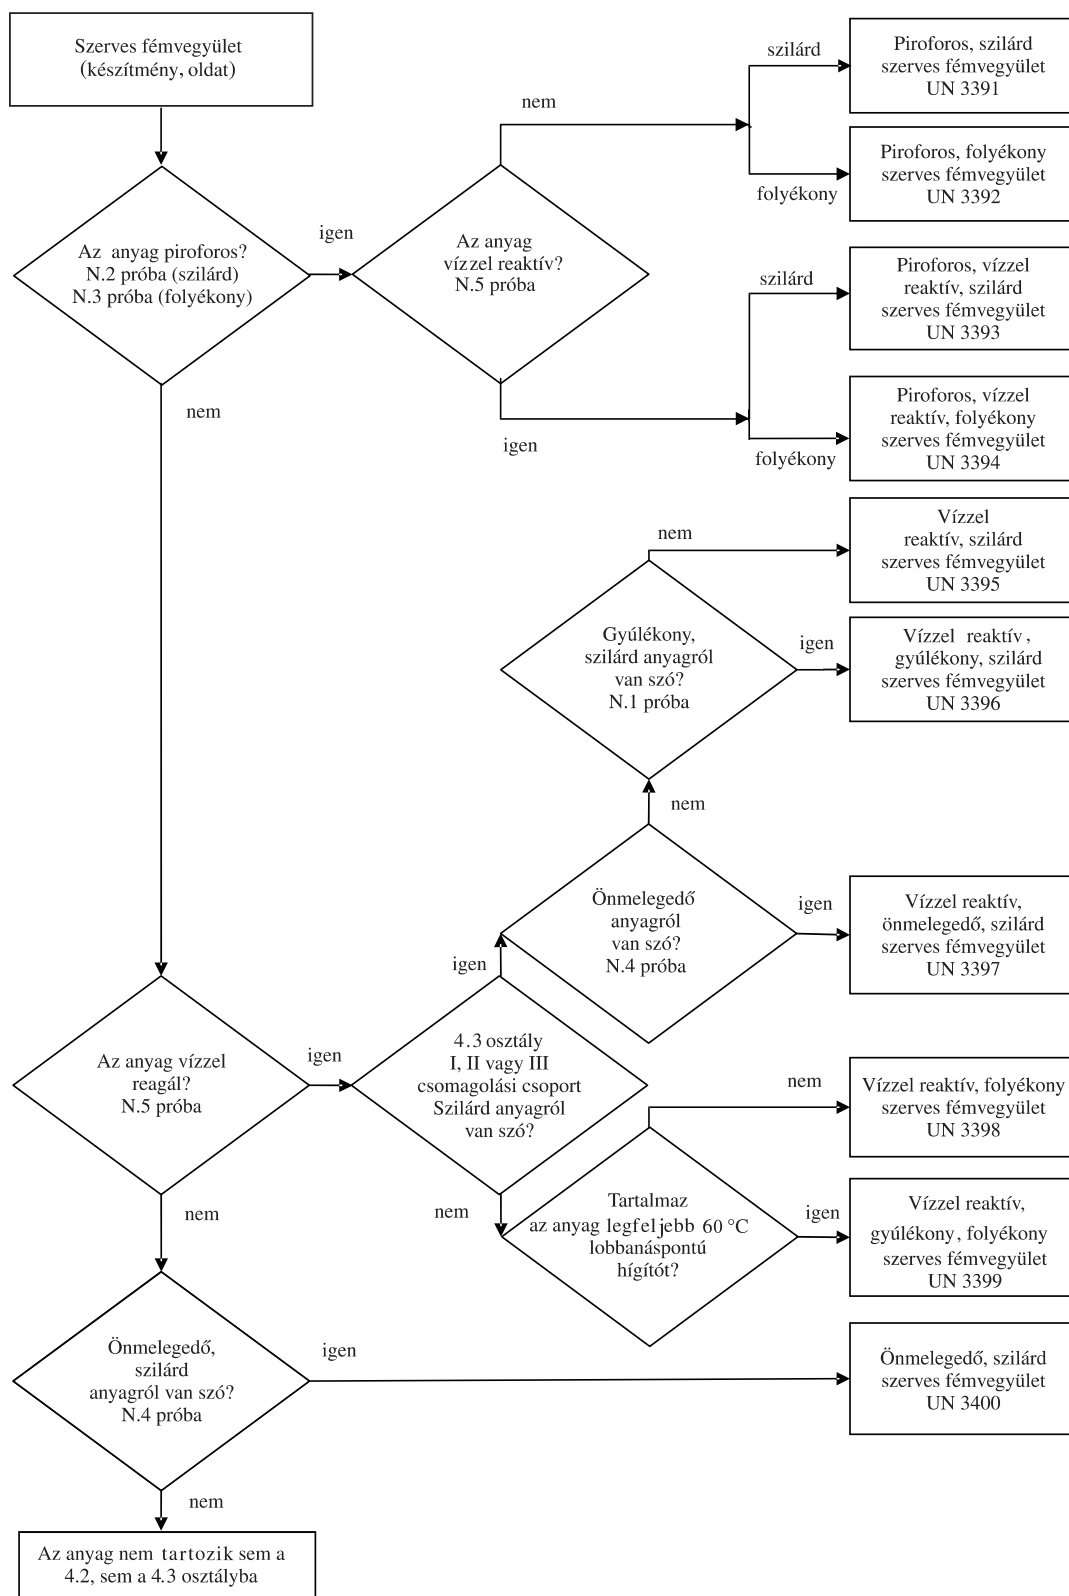 Szerves fémvegyület
(készítmény, oldat)
szilárd
Piroforos, szilárd
szerves fémvegyület
UN 3391
nem
Piroforos, folyékony
szerves fémvegyület
UN 3392
folyékony
Az anyag piroforos?
N.2 próba (szilárd)
N.3 próba (folyékony)
igen
Az anyag
vízzel reaktív?
N.5 próba
szilárd
Piroforos, vízzel
reaktív, szilárd
szerves fémvegyület
UN 3393
nem
igen
folyékony
Piroforos, vízzel
reaktív, folyékony
szerves fémvegyület
UN 3394
nem
Vízzel
reaktív, szilárd
szerves fémvegyület
UN 3395
Gyúlékony,
szilárd anyagról
van szó?
N.1 próba
igen
Vízzel reaktív,
gyúlékony, szilárd
szerves fémvegyület
UN 3396
nem
Önmelegedő
anyagról
van szó?
N.4 próba
igen
Vízzel reaktív,
önmelegedő, szilárd
szerves fémvegyület
UN 3397
igen
Az anyag vízzel
reagál?
N.5 próba
igen
4.3 osztály
I, II vagy III
csomagolási csoport
Szilárd anyagról
van szó?
nem
Vízzel reaktív, folyékony
szerves fémvegyület
UN 3398
nem
nem
Tartalmaz
az anyag legfeljebb 60 °C
lobbanáspontú
hígítót?
igen
Vízzel reaktív,
gyúlékony, folyékony
szerves fémvegyület
UN 3399
Önmelegedő,
szilárd
anyagról van szó?
N.4 próba
igen
Önmelegedő, szilárd
szerves fémvegyület
UN 3400
nem
Az anyag nem tartozik sem a
4.2, sem a 4.3 osztályba